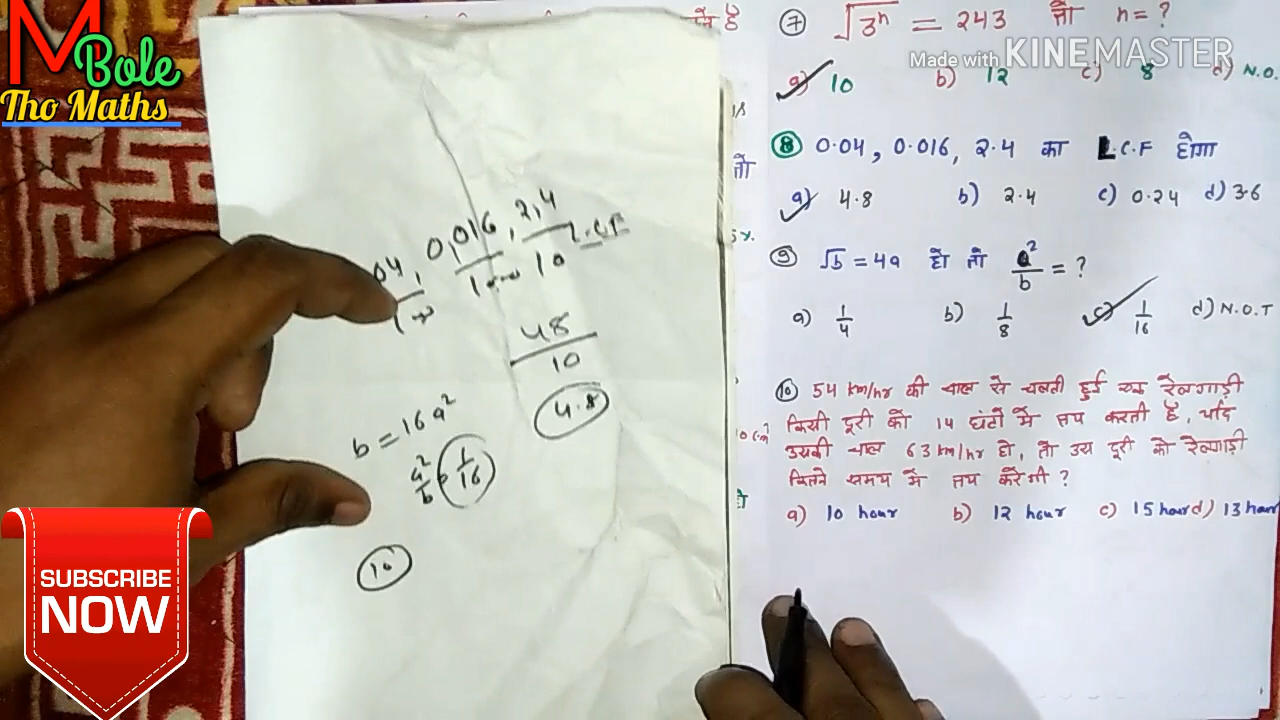 M Bole
Tho Maths
Made with KINEMASTER
⑦ √3ⁿ = 243 तो n = ?
a) 10 b) 12 c) 8 d) N.O.
⑧ 0.04, 0.016, 2.4 का L.C.F होगा
a) 4.8 b) 2.4 c) 0.24 d) 3.6
⑨ √b = 4a हो तो a²/b = ?
a) 1/4 b) 1/8 c) 1/16 d) N.O.T
⑩ 54 km/hr की चाल से चलती हुई एक रेलगाड़ी
किसी दूरी को 14 घंटों में तय करती है, यदि
उसकी चाल 63 km/hr हो, तो उस दूरी को रेलगाड़ी
कितने समय में तय करेगी ?
a) 10 hour b) 12 hour c) 15 hour d) 13 hour
04, 0,016, 2,4
10 L.C.F
48
10
4.8
b = 16a²
a²/b = 1/16
10
SUBSCRIBE
NOW